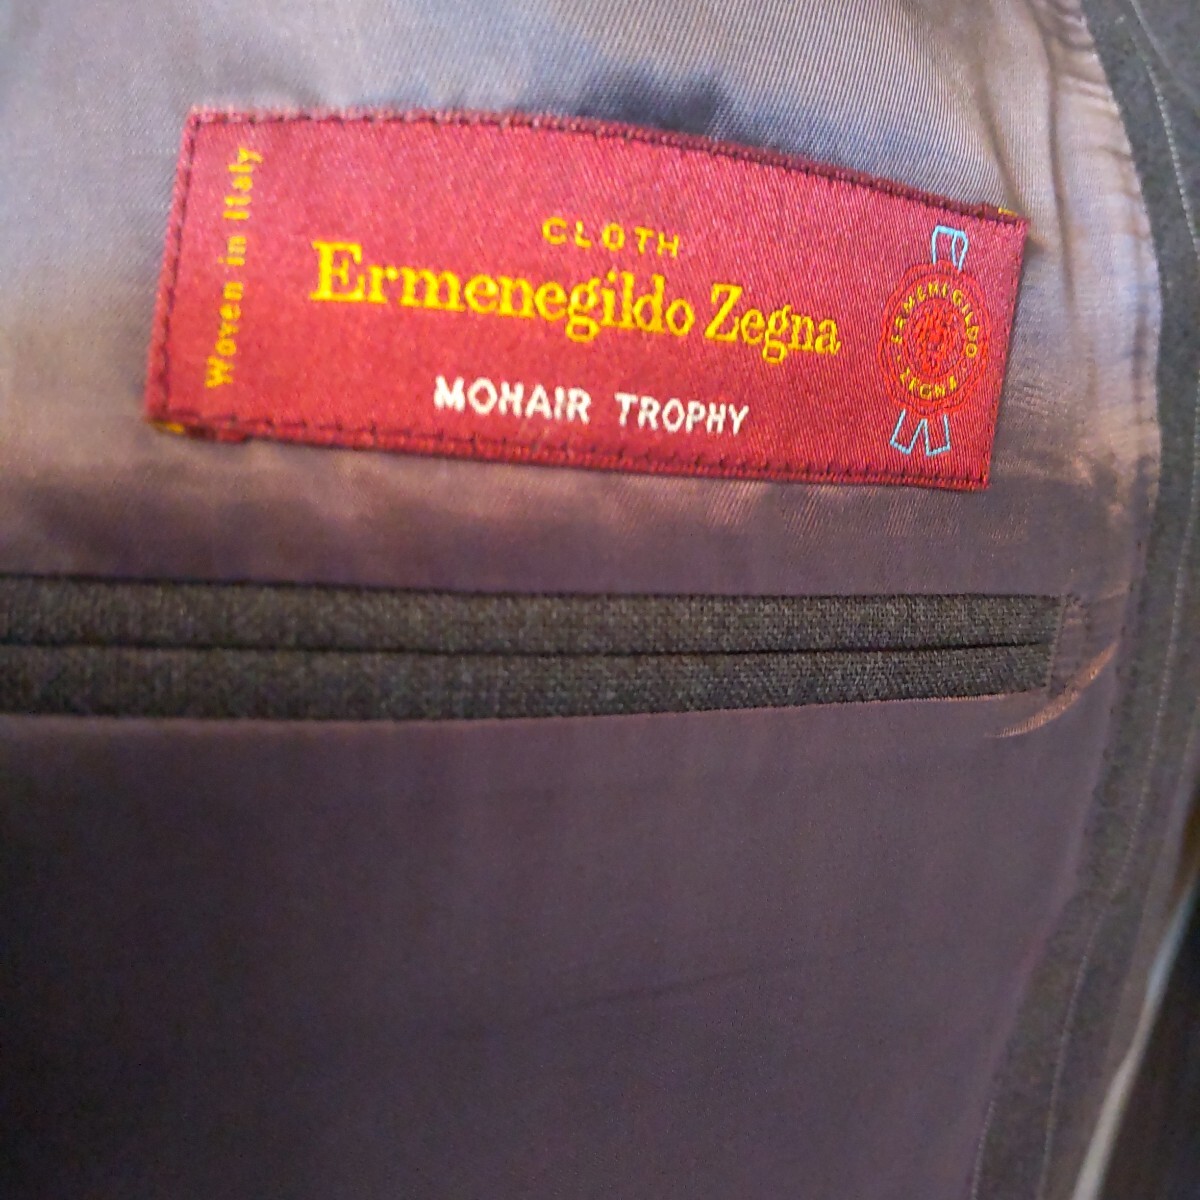 Woven in Italy
CLOTH
Ermenegildo Zegna
MOHAIR TROPHY
ERMENEGILDO
ZEGNA